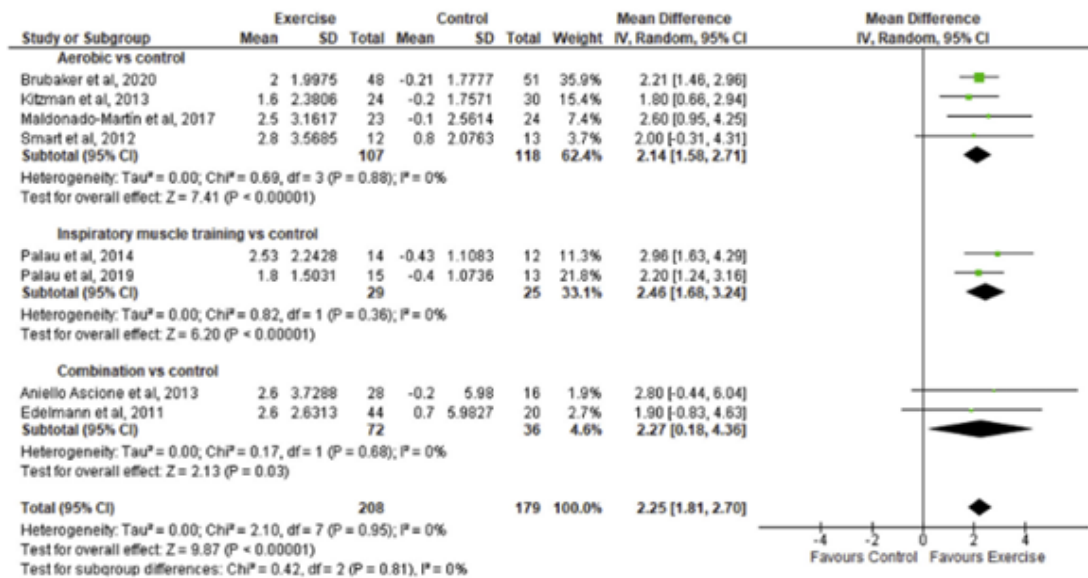 Exercise Control Mean Difference Mean Difference
Study or Subgroup Mean SD Total Mean SD Total Weight IV, Random, 95% CI IV, Random, 95% CI
Aerobic vs control
Brubaker et al, 2020 2 1.9975 48 -0.21 1.7777 51 35.9% 2.21 [1.46, 2.96]
Kitzman et al, 2013 1.6 2.3806 24 -0.2 1.7571 30 15.4% 1.80 [0.66, 2.94]
Maldonado-Martín et al, 2017 2.5 3.1617 23 -0.1 2.5614 24 7.4% 2.60 [0.95, 4.25]
Smart et al, 2012 2.8 3.5685 12 0.8 2.0763 13 3.7% 2.00 [-0.31, 4.31]
Subtotal (95% CI) 107 118 62.4% 2.14 [1.58, 2.71]
Heterogeneity: Tau² = 0.00; Chi² = 0.69, df = 3 (P = 0.88); I² = 0%
Test for overall effect: Z = 7.41 (P < 0.00001)
Inspiratory muscle training vs control
Palau et al, 2014 2.53 2.2428 14 -0.43 1.1083 12 11.3% 2.96 [1.63, 4.29]
Palau et al, 2019 1.8 1.5031 15 -0.4 1.0736 13 21.8% 2.20 [1.24, 3.16]
Subtotal (95% CI) 29 25 33.1% 2.46 [1.68, 3.24]
Heterogeneity: Tau² = 0.00; Chi² = 0.82, df = 1 (P = 0.36); I² = 0%
Test for overall effect: Z = 6.20 (P < 0.00001)
Combination vs control
Aniello Ascione et al, 2013 2.6 3.7288 28 -0.2 5.98 16 1.9% 2.80 [-0.44, 6.04]
Edelmann et al, 2011 2.6 2.6313 44 0.7 5.9827 20 2.7% 1.90 [-0.83, 4.63]
Subtotal (95% CI) 72 36 4.6% 2.27 [0.18, 4.36]
Heterogeneity: Tau² = 0.00; Chi² = 0.17, df = 1 (P = 0.68); I² = 0%
Test for overall effect: Z = 2.13 (P = 0.03)
Total (95% CI) 208 179 100.0% 2.25 [1.81, 2.70]
Heterogeneity: Tau² = 0.00; Chi² = 2.10, df = 7 (P = 0.95); I² = 0%
Test for overall effect: Z = 9.87 (P < 0.00001)
Test for subgroup differences: Chi² = 0.42, df = 2 (P = 0.81), I² = 0%
-4 -2 0 2 4
Favours Control Favours Exercise